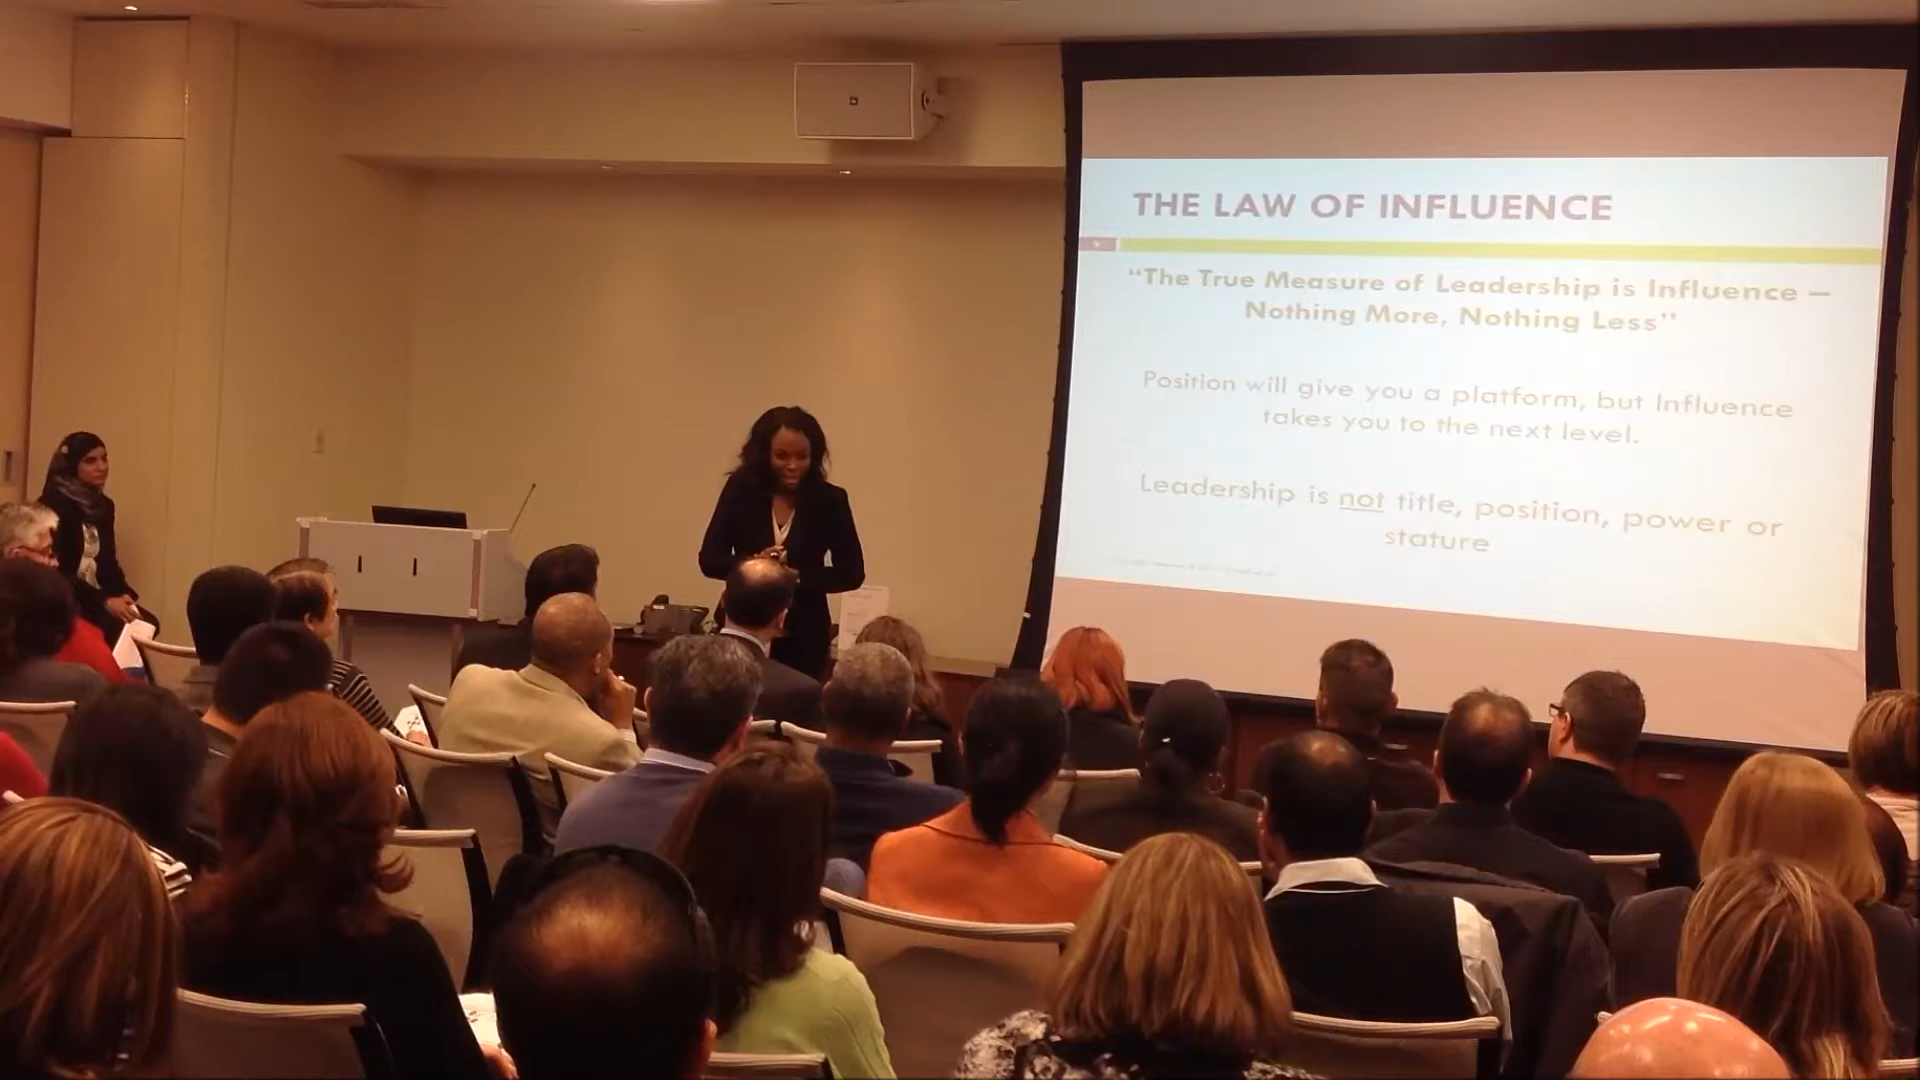 THE LAW OF INFLUENCE
9
“The True Measure of Leadership is Influence –
Nothing More, Nothing Less”
Position will give you a platform, but Influence
takes you to the next level.
Leadership is not title, position, power or
stature